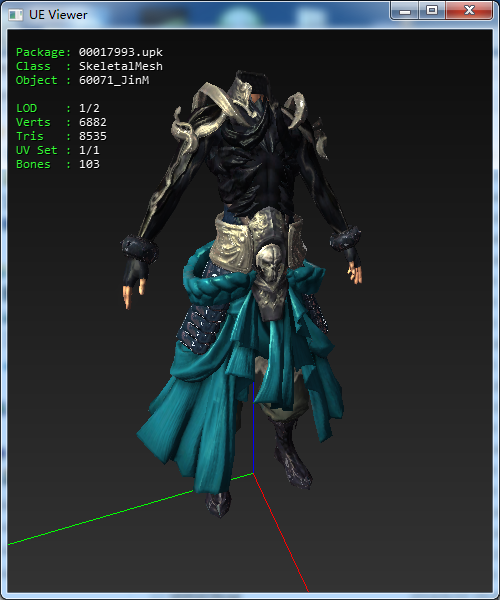 UE Viewer
Package: 00017993.upk
Class : SkeletalMesh
Object : 60071_JinM
LOD : 1/2
Verts : 6882
Tris : 8535
UV Set : 1/1
Bones : 103